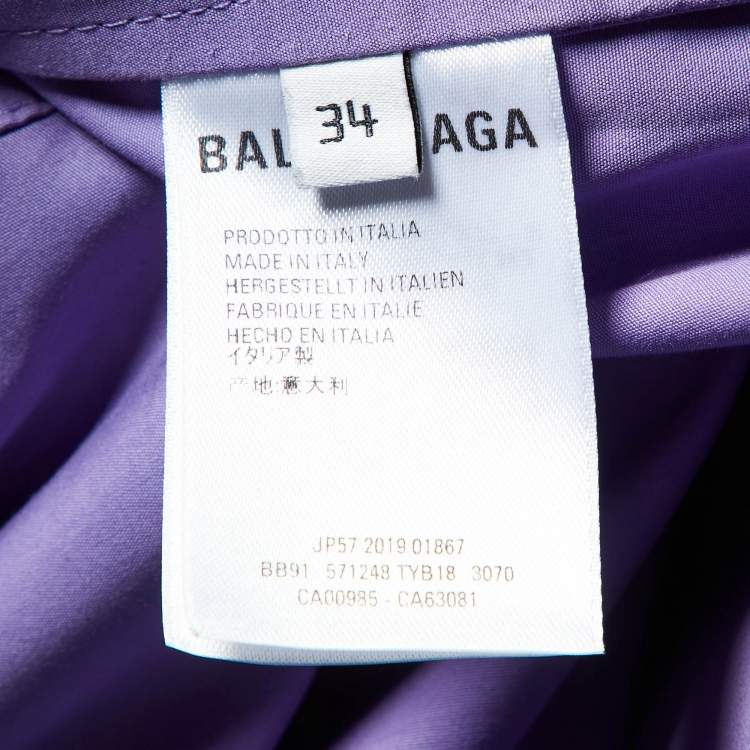 34
BAL AGA
PRODOTTO IN ITALIA
MADE IN ITALY
HERGESTELLT IN ITALIEN
FABRIQUE EN ITALIE
HECHO EN ITALIA
イタリア製
产地:意大利
JP57 2019 01867
BB91 571248 TYB18 3070
CA00985 - CA63081